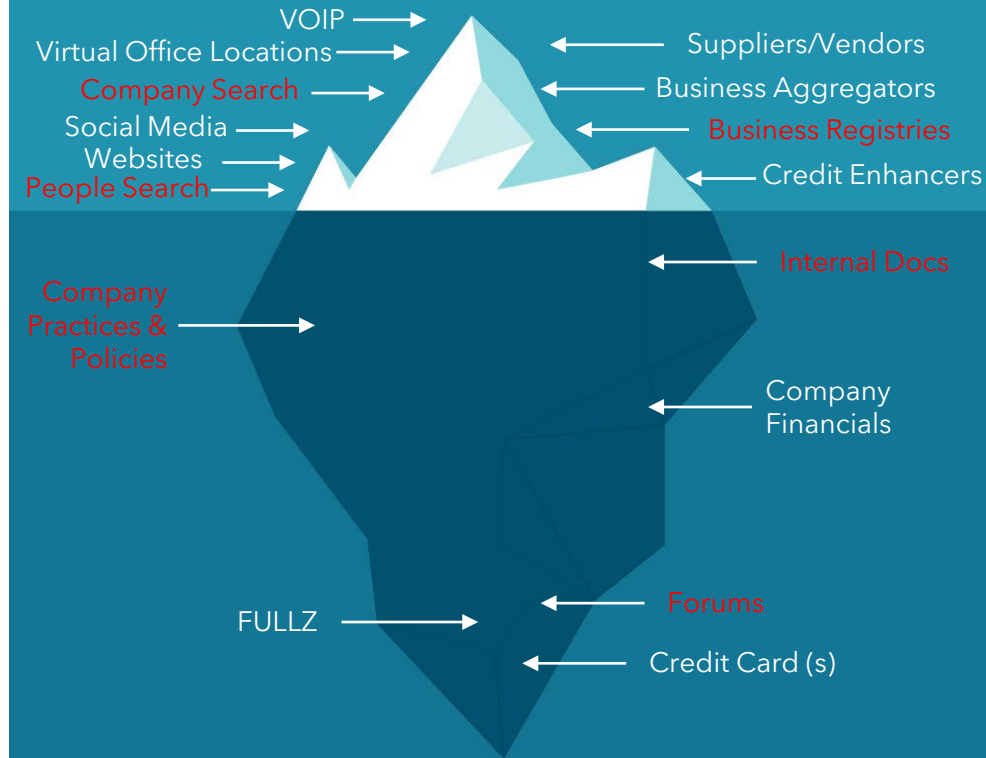 VOIP
Virtual Office Locations
Suppliers/Vendors
Company Search
Business Aggregators
Social Media
Business Registries
Websites
People Search
Credit Enhancers
Internal Docs
Company
Practices &
Policies
Company
Financials
FULLZ
Forums
Credit Card (s)